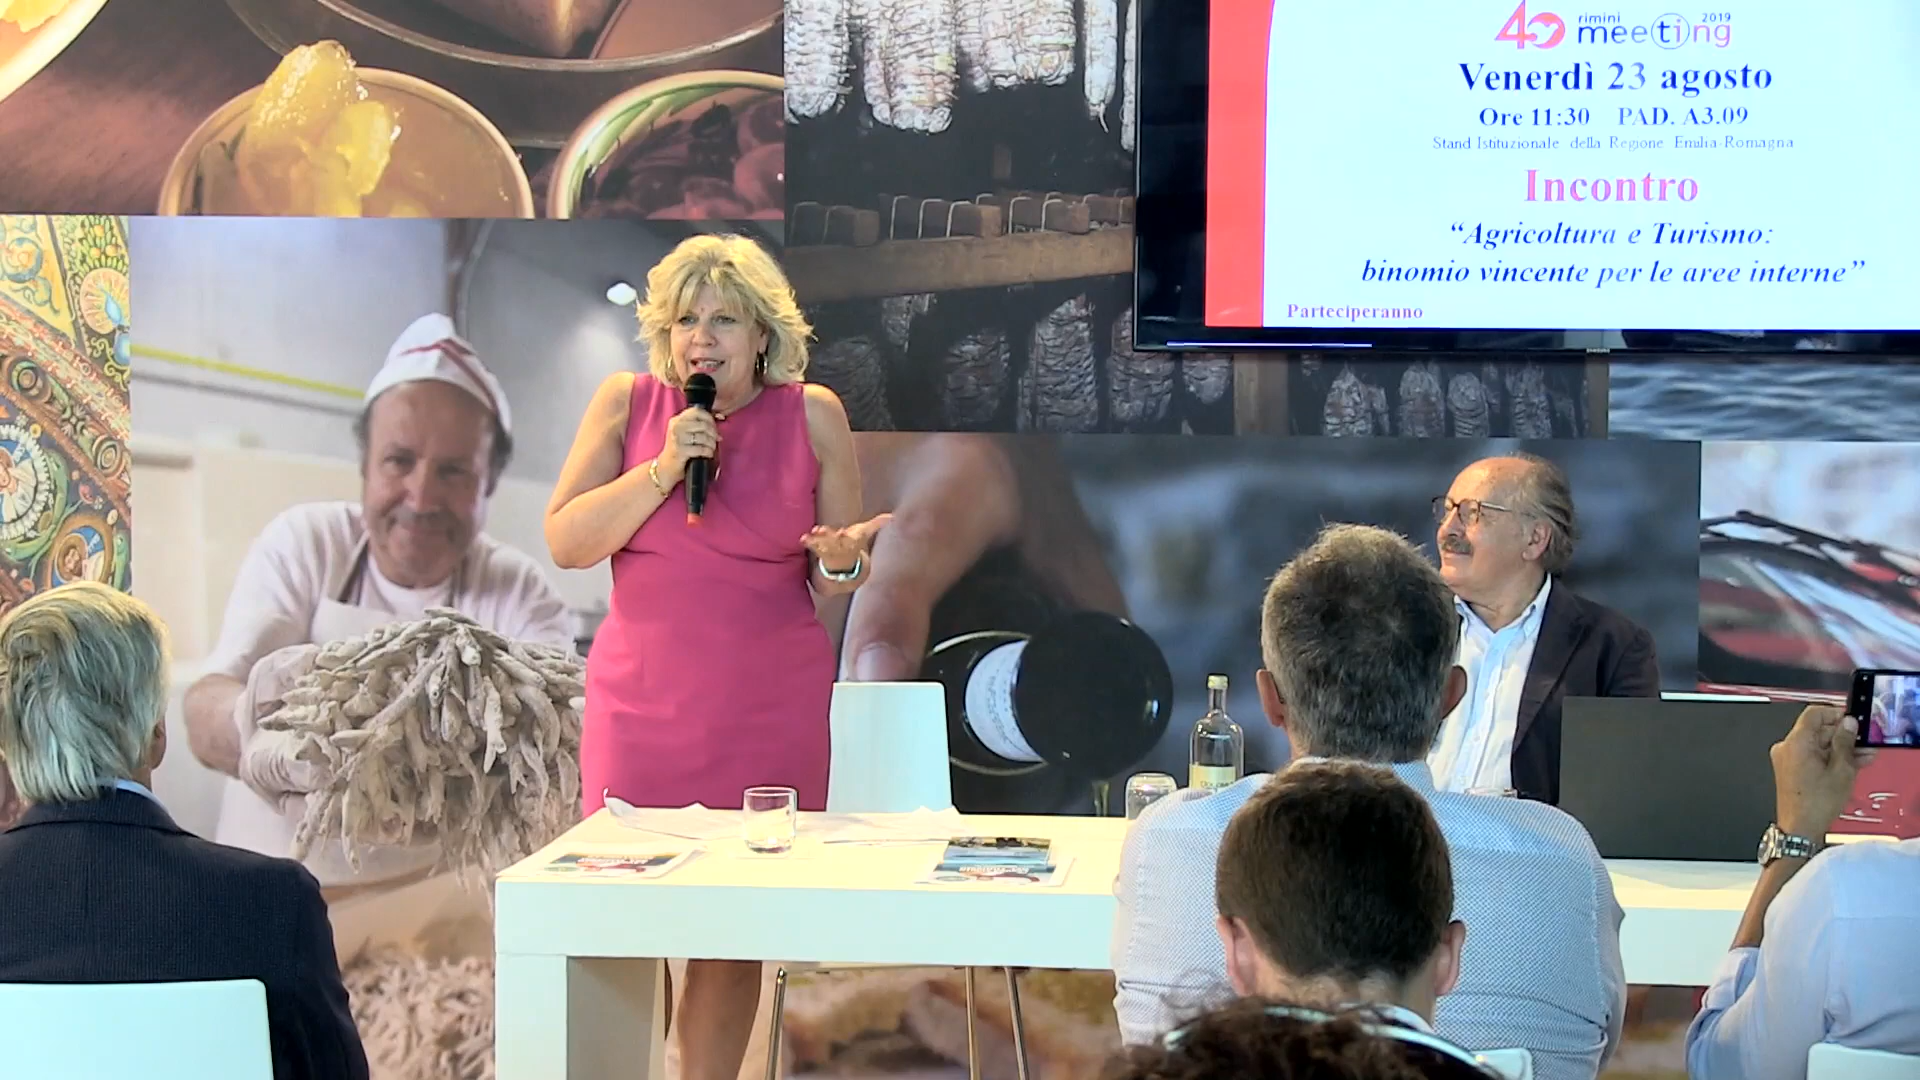 40 rimini meeting 2019
Venerdì 23 agosto
Ore 11:30 PAD. A3.09
Stand Istituzionale della Regione Emilia-Romagna
Incontro
“Agricoltura e Turismo:
binomio vincente per le aree interne”
Parteciperanno